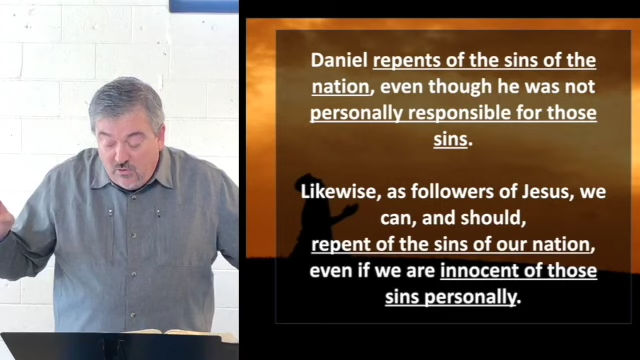 Daniel repents of the sins of the
nation, even though he was not
personally responsible for those
sins.
Likewise, as followers of Jesus, we
can, and should,
repent of the sins of our nation,
even if we are innocent of those
sins personally.